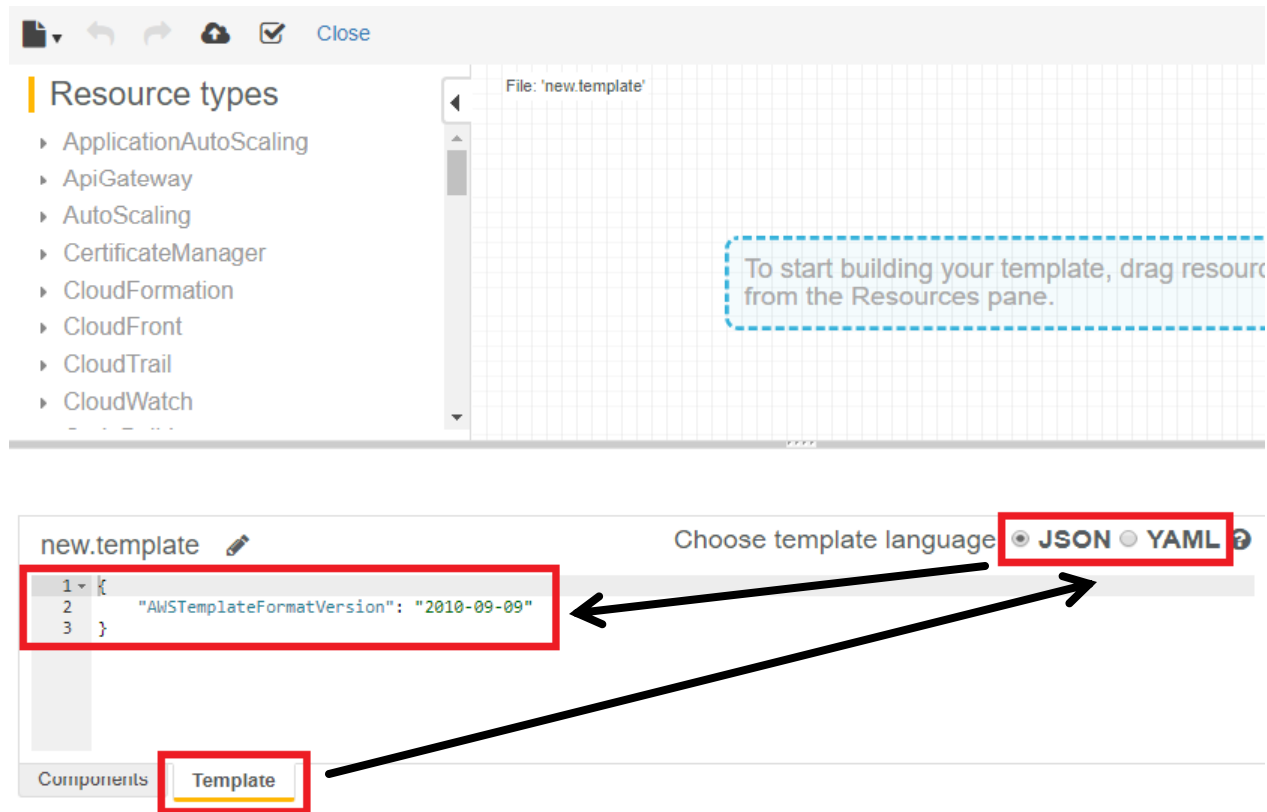 Close
Resource types
ApplicationAutoScaling
ApiGateway
AutoScaling
CertificateManager
CloudFormation
CloudFront
CloudTrail
CloudWatch
File: 'new.template'
To start building your template, drag
from the Resources pane.
new.template
Choose template language JSON YAML
1 {
2 "AWSTemplateFormatVersion": "2010-09-09"
3 }
Components Template